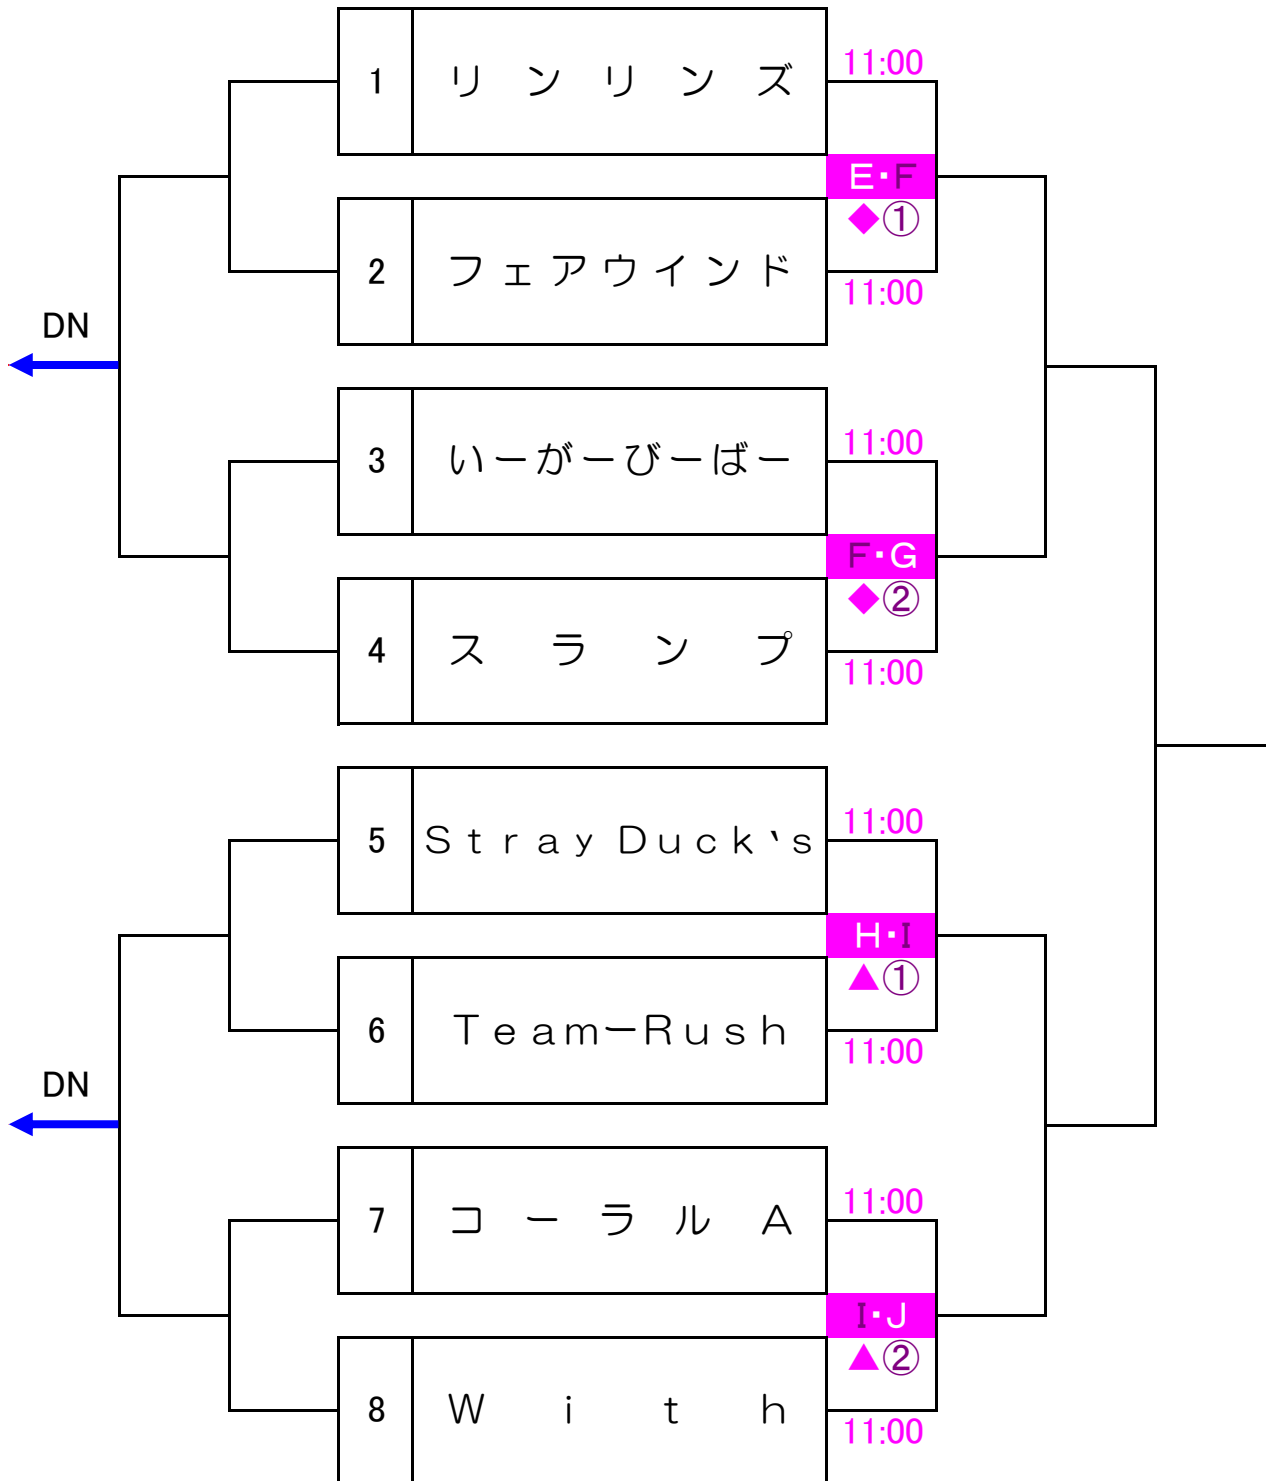 11:00
1 リンリンズ
E・F
◆①
2 フェアウインド
11:00
DN
11:00
3 いーがーびーばー
F・G
◆②
4 スランプ
11:00
11:00
5 Stray Duck‵s
H・I
▲①
6 Team−Rush
11:00
DN
11:00
7 コーラルA
I・J
▲②
8 With
11:00